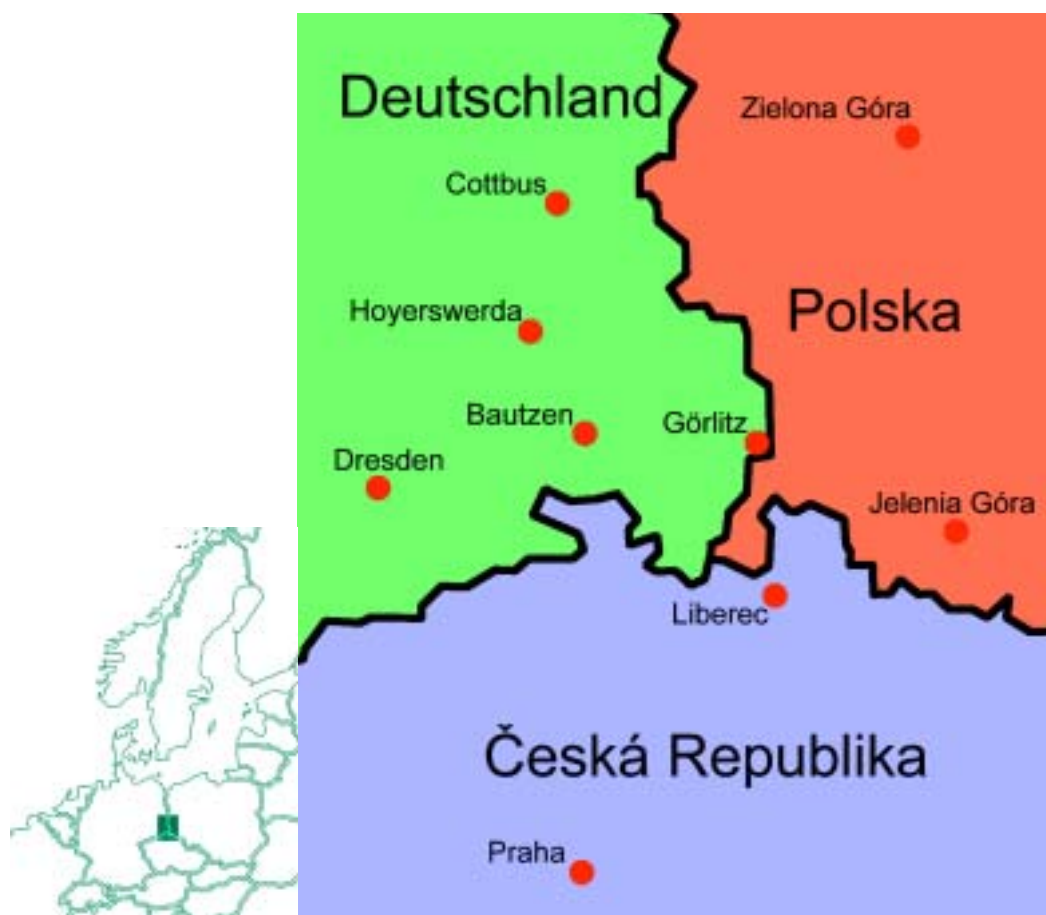 Deutschland
Zielona Góra
Cottbus
Hoyerswerda
Polska
Bautzen
Görlitz
Dresden
Jelenia Góra
Liberec
Česká Republika
Praha